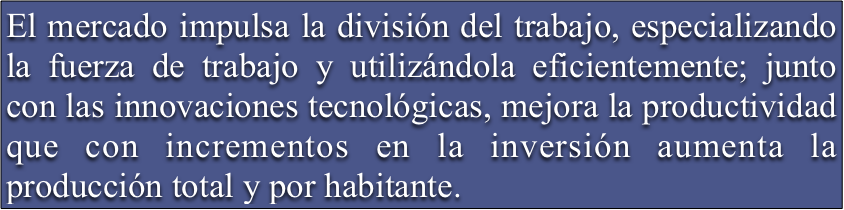 El mercado impulsa la división del trabajo, especializando
la fuerza de trabajo y utilizándola eficientemente; junto
con las innovaciones tecnológicas, mejora la productividad
que con incrementos en la inversión aumenta la
producción total y por habitante.